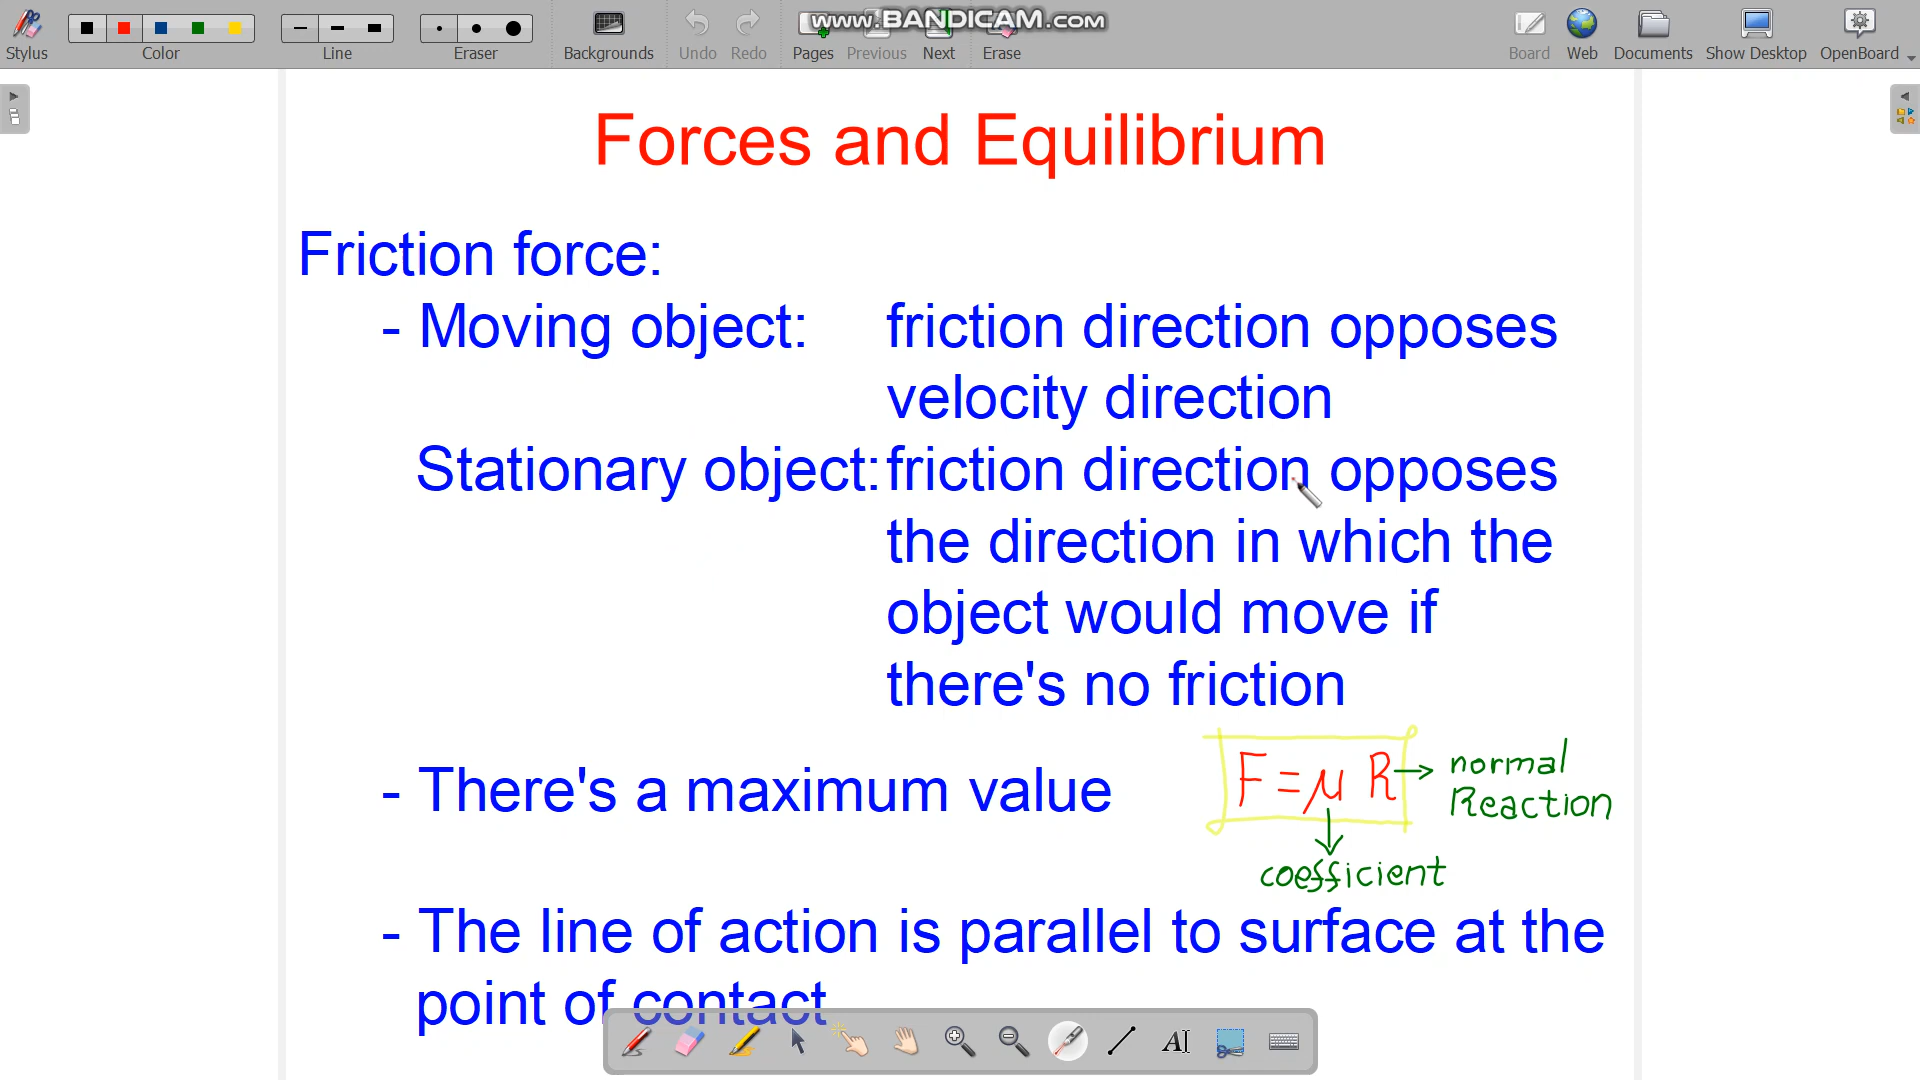 www.BANDICAM.com
Stylus
Color
Line
Eraser
Backgrounds
Undo
Redo
Pages
Previous
Next
Erase
Board
Web
Documents
Show Desktop
OpenBoard
Forces and Equilibrium
Friction force:
- Moving object: friction direction opposes
velocity direction
Stationary object: friction direction opposes
the direction in which the
object would move if
there's no friction
- There's a maximum value
F = μ R → normal
Reaction
coefficient
- The line of action is parallel to surface at the
point of contact
AI